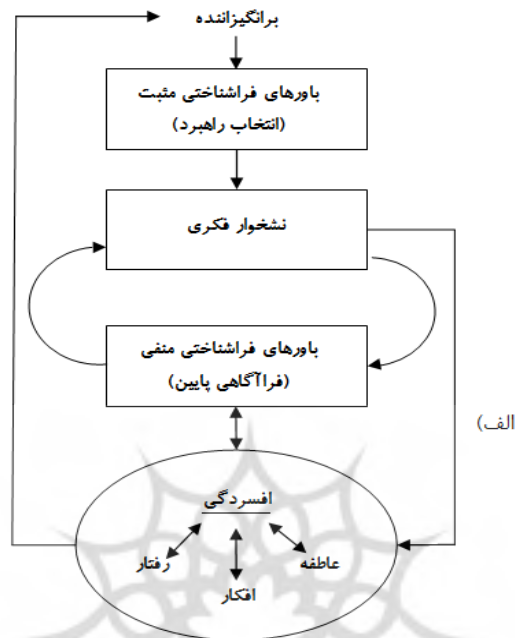 برانگیزاننده
باورهای فراشناختی مثبت
(انتخاب راهبرد)
نشخوار فکری
باورهای فراشناختی منفی
(فراآگاهی پایین)
الف)
افسردگی
رفتار
عاطفه
افکار